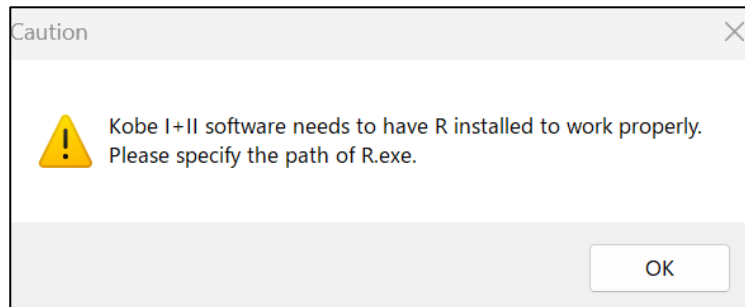 Caution
Kobe I+II software needs to have R installed to work properly.
Please specify the path of R.exe.
OK